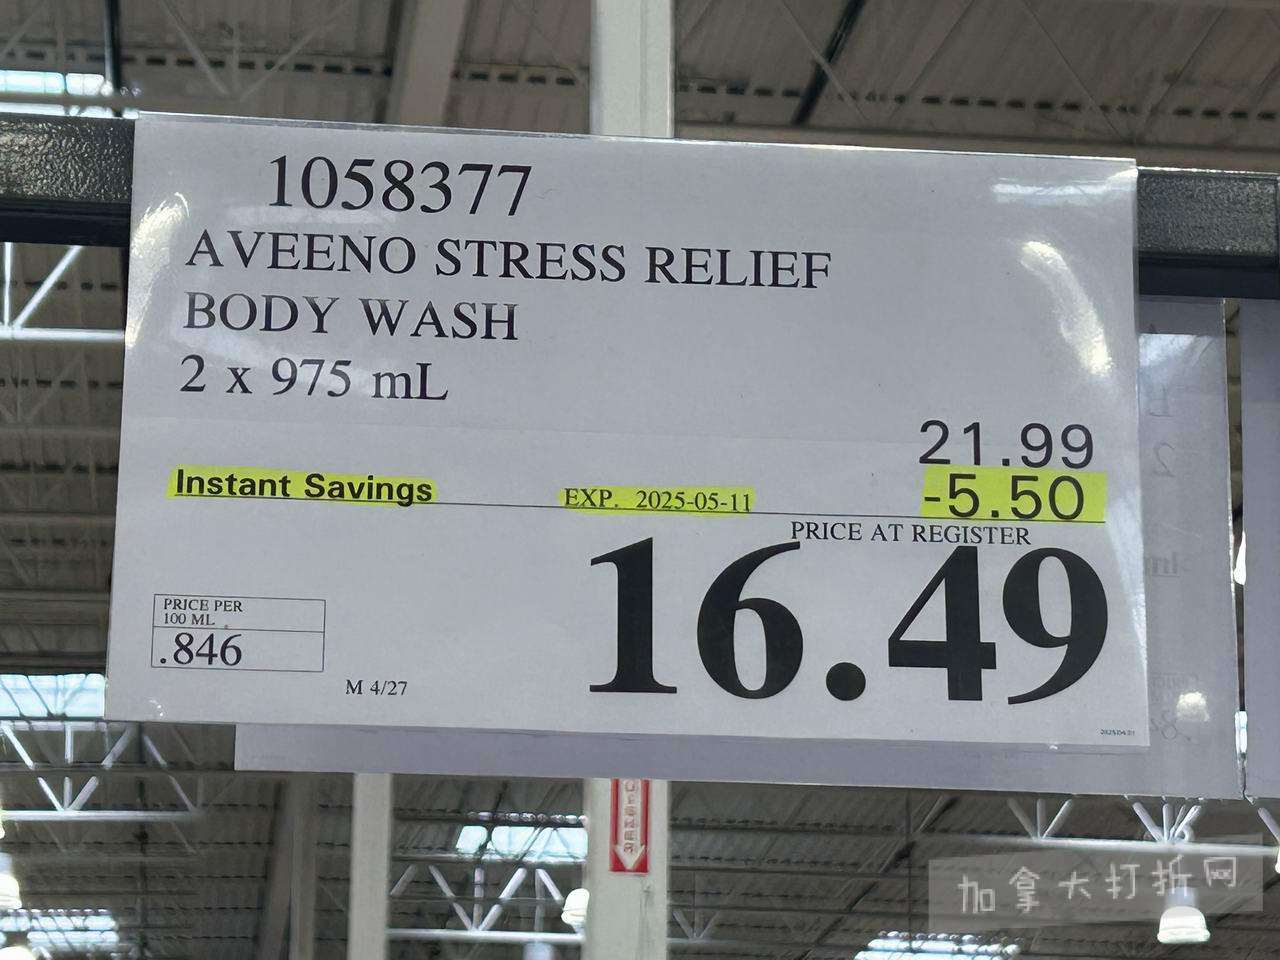 1058377
AVEENO STRESS RELIEF
BODY WASH
2 x 975 mL
21.99
Instant Savings EXP. 2025-05-11 -5.50
PRICE AT REGISTER
16.49
PRICE PER
100 ML
.846
M 4/27
加拿大打折网